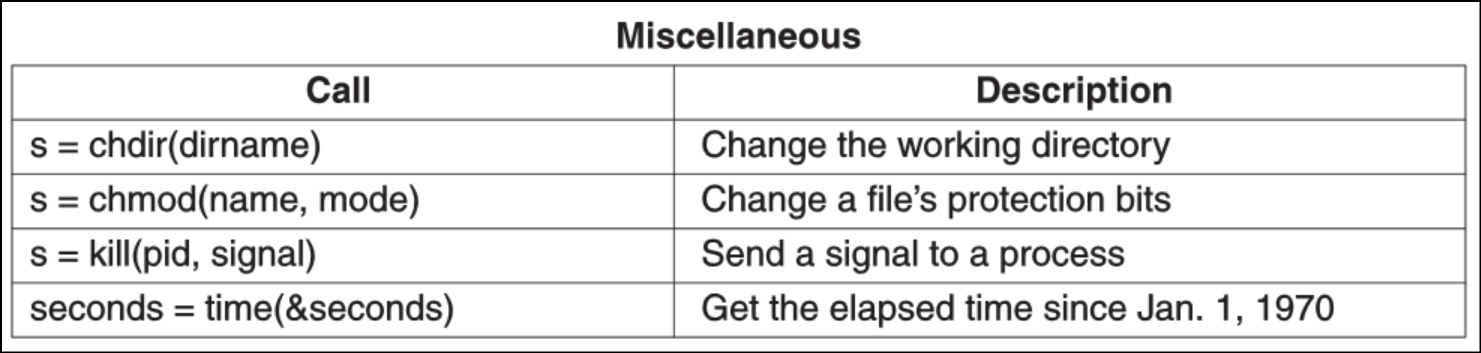 Miscellaneous
Call Description
s = chdir(dirname) Change the working directory
s = chmod(name, mode) Change a file’s protection bits
s = kill(pid, signal) Send a signal to a process
seconds = time(&seconds) Get the elapsed time since Jan. 1, 1970